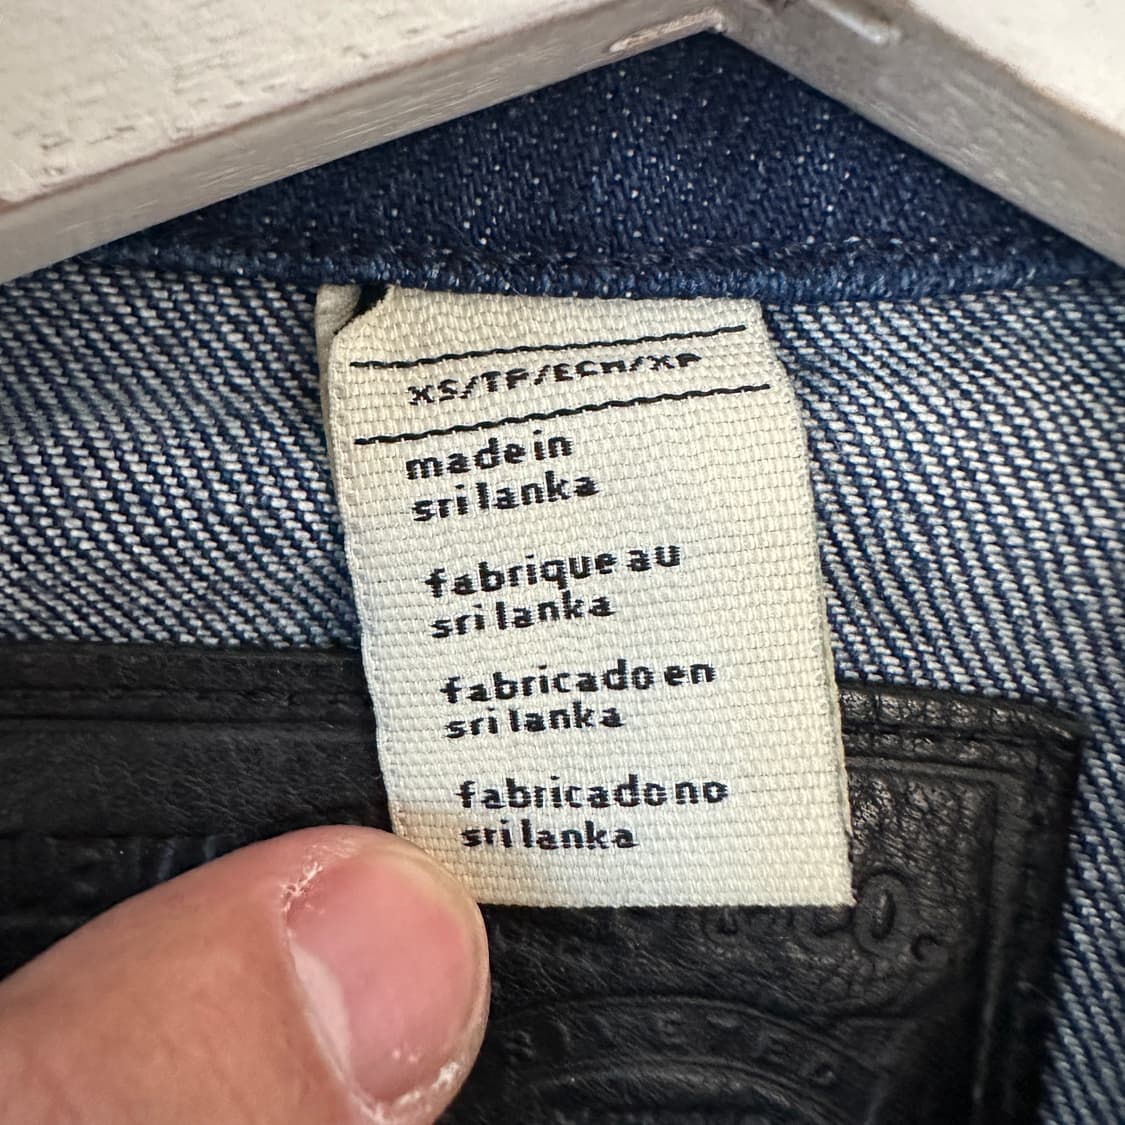 XS/TP/ECH/XP
made in
sri lanka
fabrique au
sri lanka
fabricado en
sri lanka
fabricado no
sri lanka